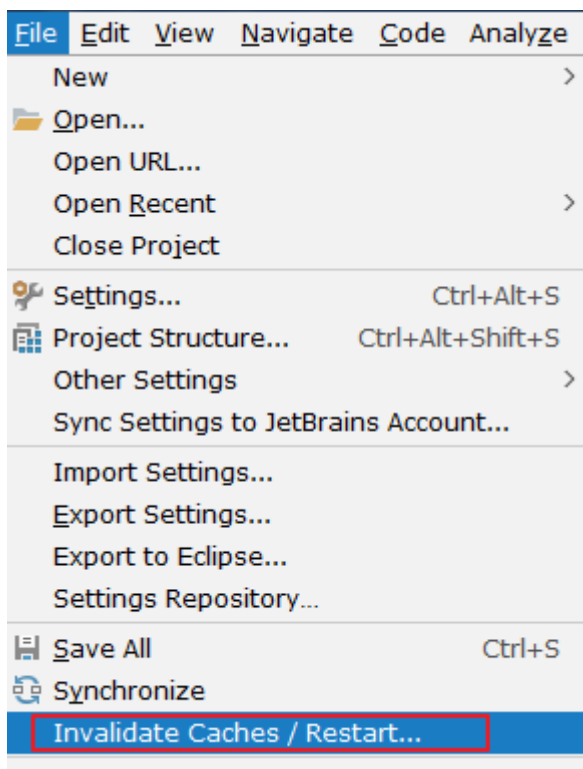 File Edit View Navigate Code Analyze
New
Open...
Open URL...
Open Recent
Close Project
Settings... Ctrl+Alt+S
Project Structure... Ctrl+Alt+Shift+S
Other Settings
Sync Settings to JetBrains Account...
Import Settings...
Export Settings...
Export to Eclipse...
Settings Repository...
Save All Ctrl+S
Synchronize
Invalidate Caches / Restart...